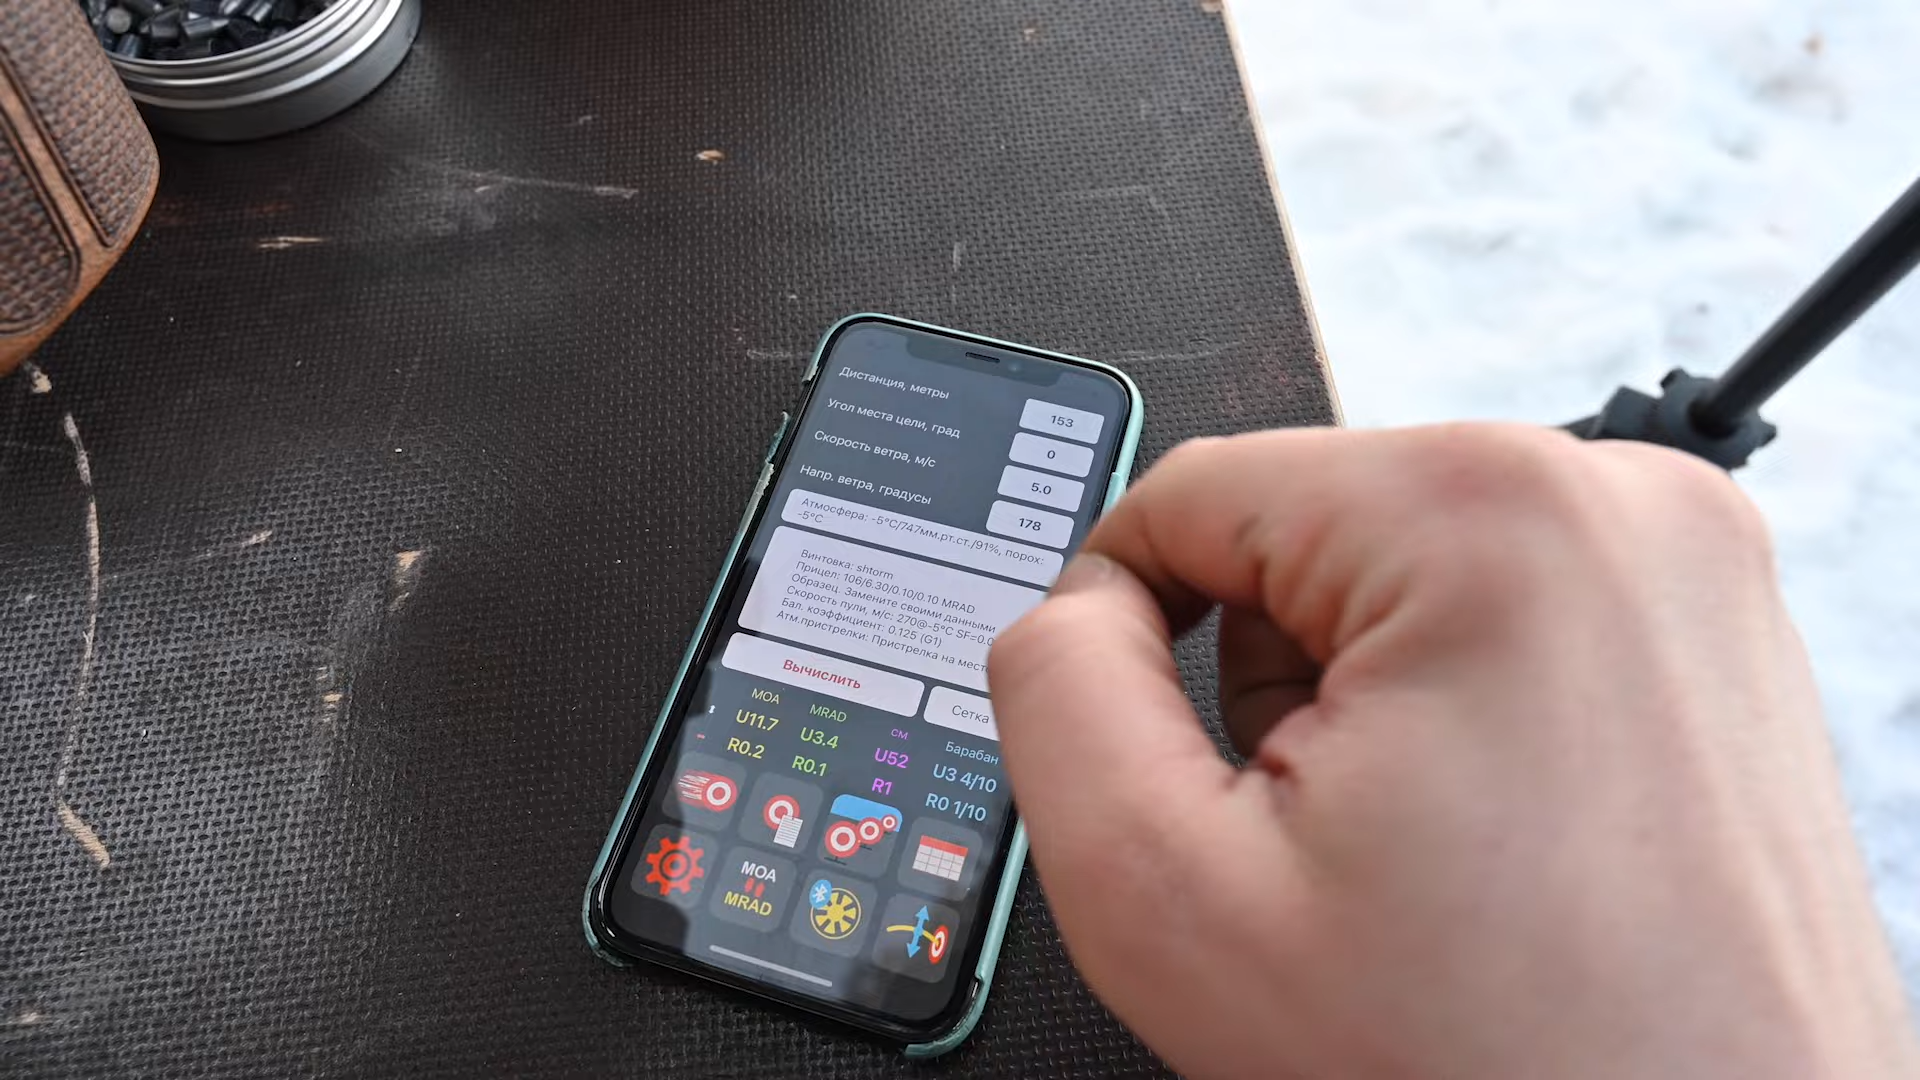 Дистанция, метры
153
Угол места цели, град
0
Скорость ветра, м/с
5.0
Напр. ветра, градусы
178
Атмосфера: -5°C/747мм.рт.ст./91%, порох:
-5°C
Винтовка: shtorm
Прицел: 106/6.30/0.10/0.10 MRAD
Образец. Замените своими данными
Скорость пули, м/с: 270@-5°C SF=0.0
Бал. коэффициент: 0.125 (G1)
Атм.пристрелки: Пристрелка на мест
Вычислить
Сетка
MOA MRAD см Барабан
U11.7 U3.4 U52 U3 4/10
R0.2 R0.1 R1 R0 1/10
MOA
MRAD